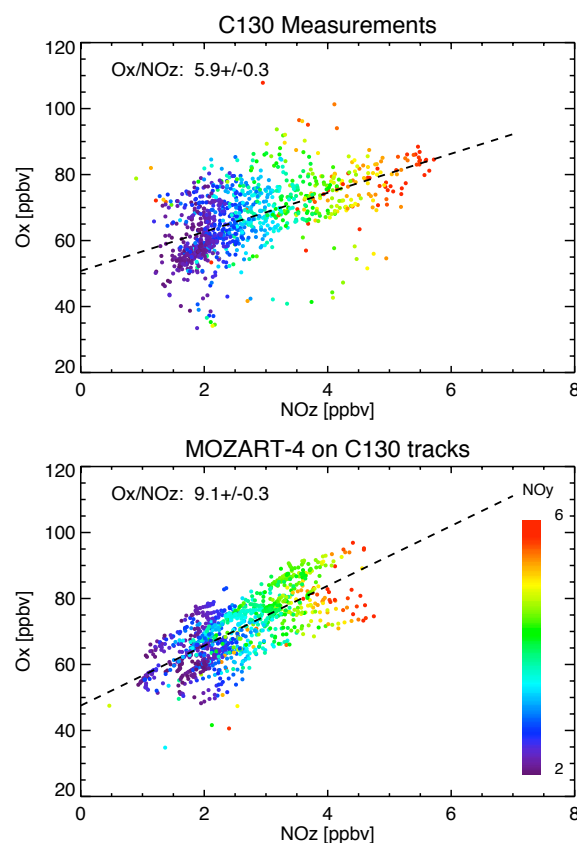 C130 Measurements
Ox/NOz: 5.9+/-0.3
120
100
80
60
40
20
Ox [ppbv]
0 2 4 6 8
NOz [ppbv]
MOZART-4 on C130 tracks
Ox/NOz: 9.1+/-0.3
NOy
6
2
120
100
80
60
40
20
Ox [ppbv]
0 2 4 6 8
NOz [ppbv]